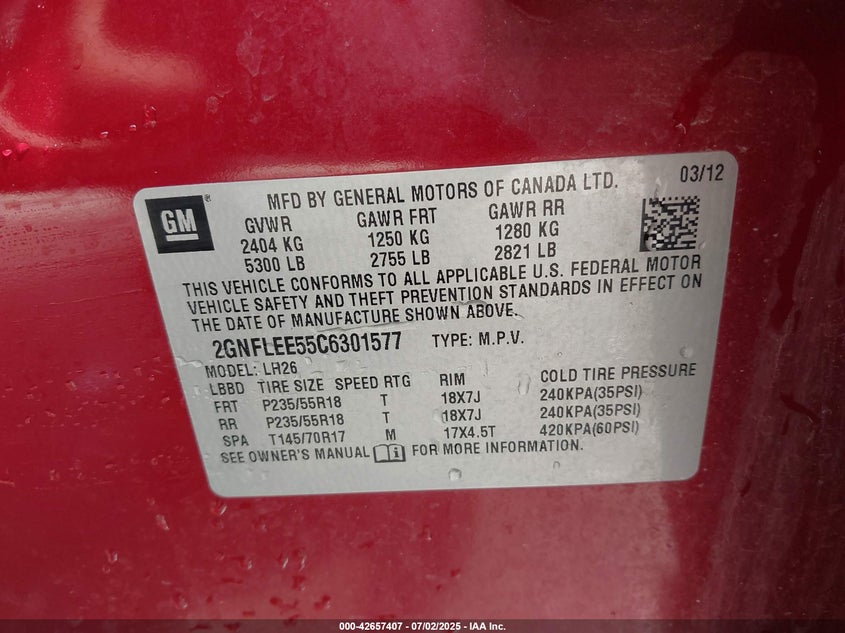 MFD BY GENERAL MOTORS OF CANADA LTD. 03/12
GM ®
GVWR GAWR FRT GAWR RR
2404 KG 1250 KG 1280 KG
5300 LB 2755 LB 2821 LB
THIS VEHICLE CONFORMS TO ALL APPLICABLE U.S. FEDERAL MOTOR
VEHICLE SAFETY AND THEFT PREVENTION STANDARDS IN EFFECT ON
THE DATE OF MANUFACTURE SHOWN ABOVE.
2GNFLEE55C6301577 TYPE: M.P.V.
MODEL: LH26
LBBD TIRE SIZE SPEED RTG RIM COLD TIRE PRESSURE
FRT P235/55R18 T 18X7J 240KPA(35PSI)
RR P235/55R18 T 18X7J 240KPA(35PSI)
SPA T145/70R17 M 17X4.5T 420KPA(60PSI)
SEE OWNER'S MANUAL i FOR MORE INFORMATION.
000-42657407 - 07/02/2025 - IAA Inc.